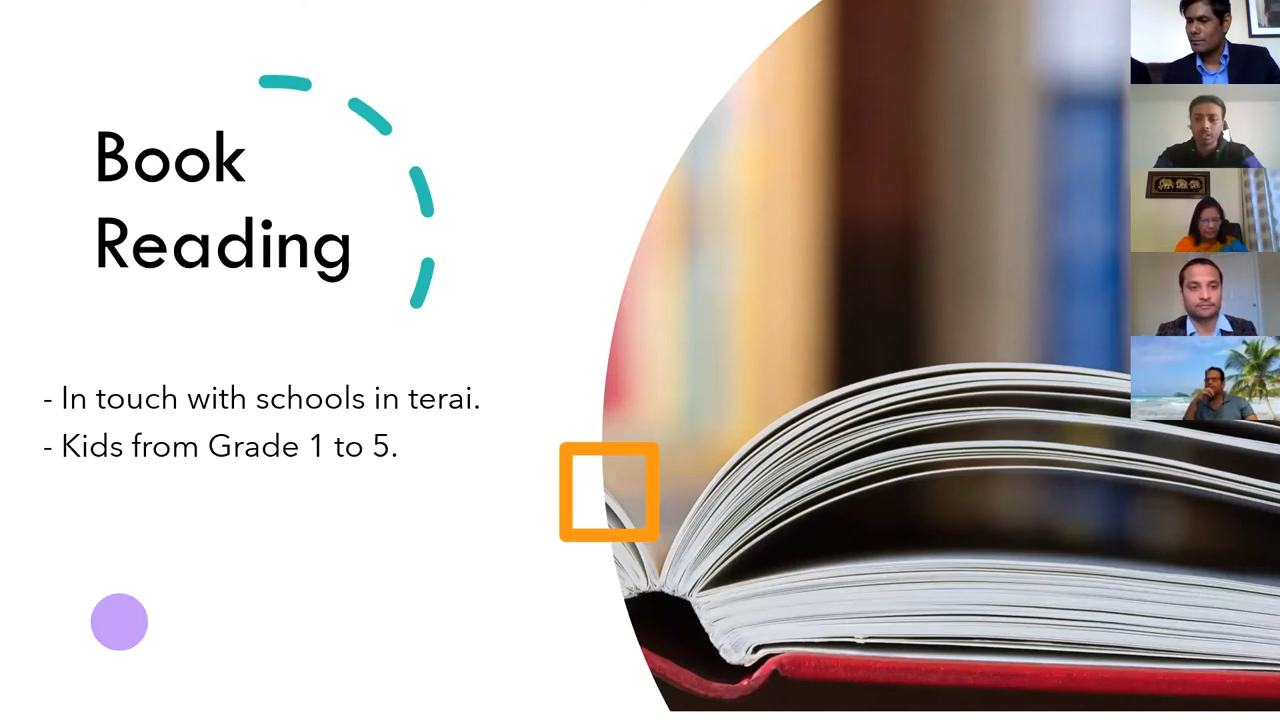 Book
Reading
- In touch with schools in terai.
- Kids from Grade 1 to 5.